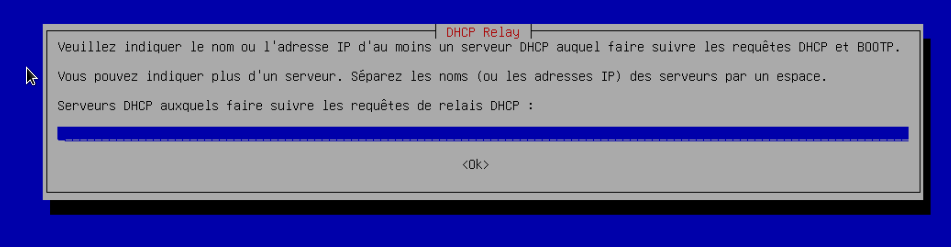 DHCP Relay
Veuillez indiquer le nom ou l'adresse IP d'au moins un serveur DHCP auquel faire suivre les requêtes DHCP et BOOTP.
Vous pouvez indiquer plus d'un serveur. Séparez les noms (ou les adresses IP) des serveurs par un espace.
Serveurs DHCP auxquels faire suivre les requêtes de relais DHCP :
<Ok>